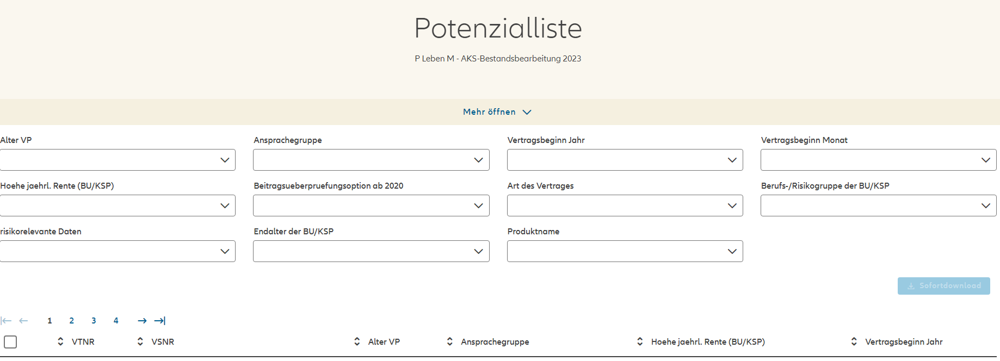 Potenzialliste
P Leben M - AKS-Bestandsbearbeitung 2023
Mehr öffnen
Alter VP Ansprachegruppe Vertragsbeginn Jahr Vertragsbeginn Monat
Hoehe jaehrl. Rente (BU/KSP) Beitragsueberpruefungsoption ab 2020 Art des Vertrages Berufs-/Risikogruppe der BU/KSP
risikorelevante Daten Endalter der BU/KSP Produktname
Sofortdownload
1 2 3 4
VTNR VSNR Alter VP Ansprachegruppe Hoehe jaehrl. Rente (BU/KSP) Vertragsbeginn Jahr